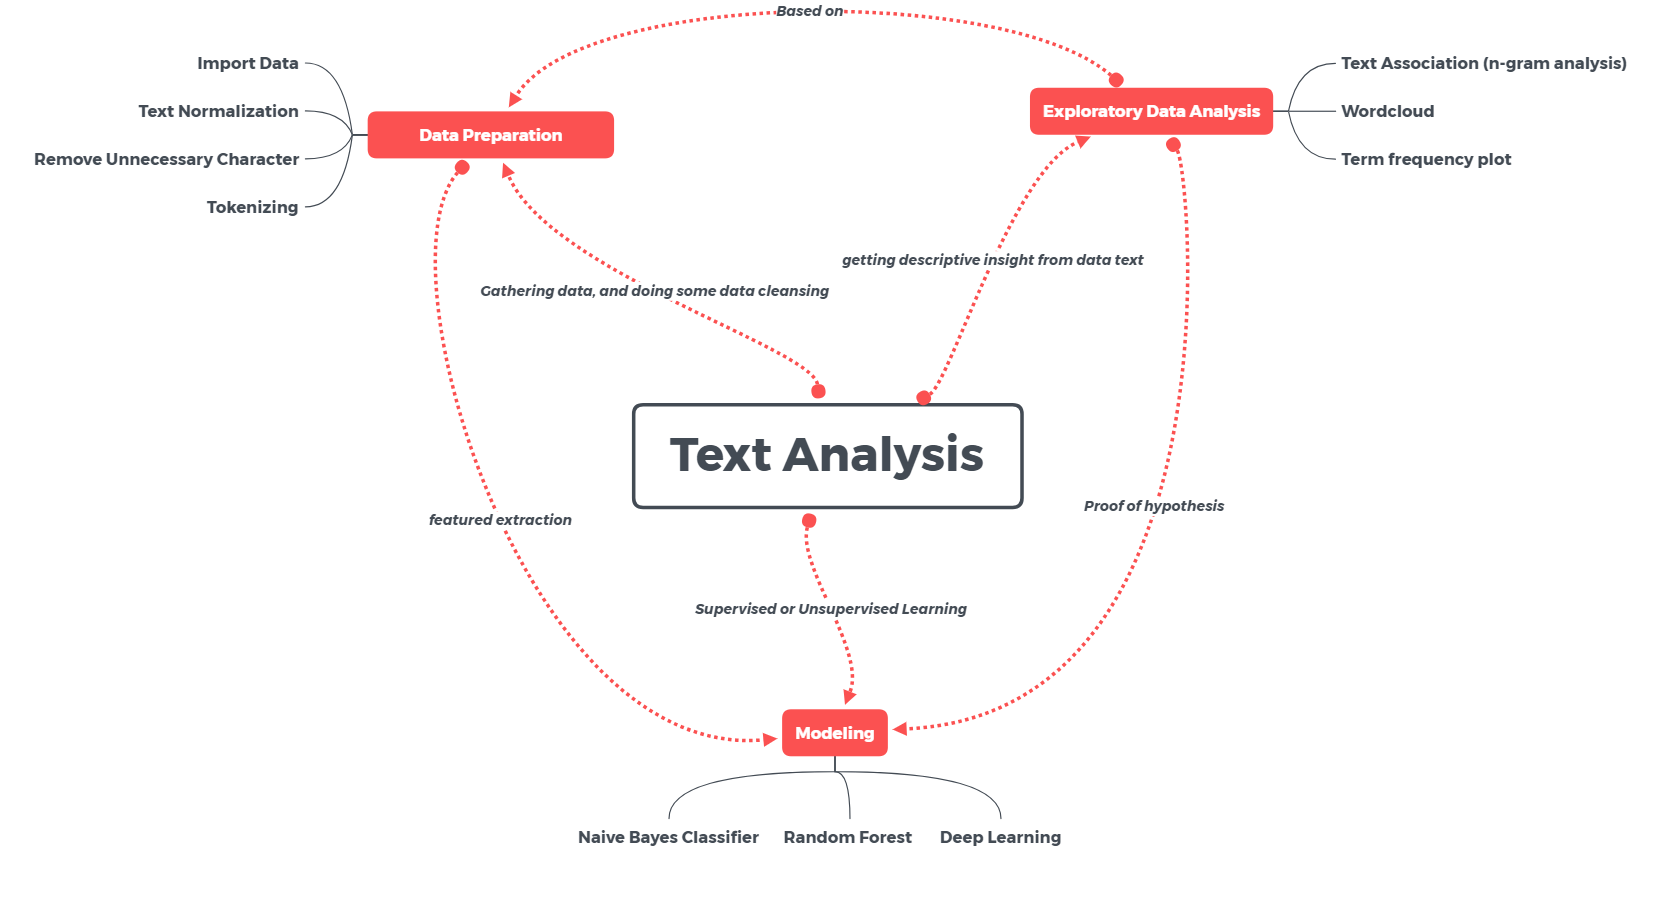 Based on
Import Data
Text Normalization
Remove Unnecessary Character
Tokenizing
Data Preparation
Exploratory Data Analysis
Text Association (n-gram analysis)
Wordcloud
Term frequency plot
getting descriptive insight from data text
Gathering data, and doing some data cleansing
Text Analysis
Proof of hypothesis
featured extraction
Supervised or Unsupervised Learning
Modeling
Naive Bayes Classifier
Random Forest
Deep Learning